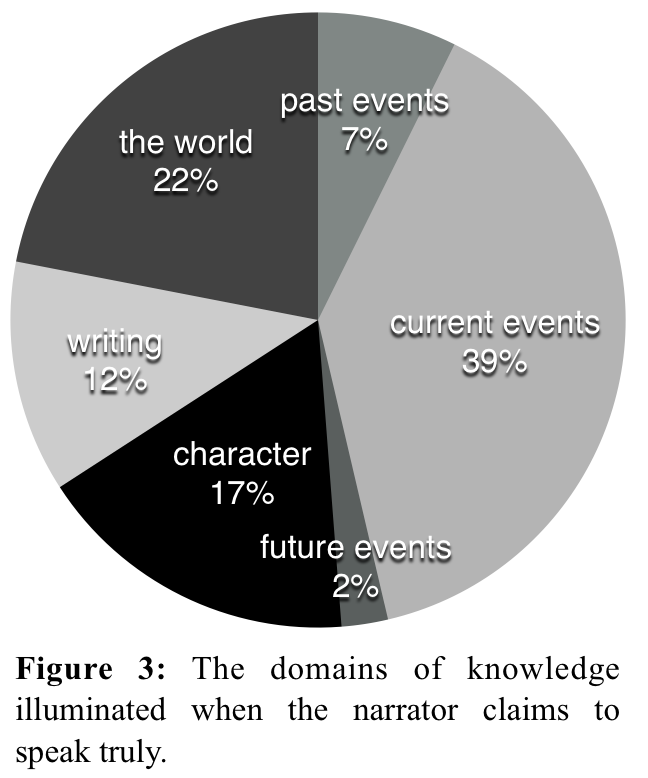 past events
7%
the world
22%
current events
39%
writing
12%
character
17%
future events
2%
Figure 3: The domains of knowledge
illuminated when the narrator claims to
speak truly.